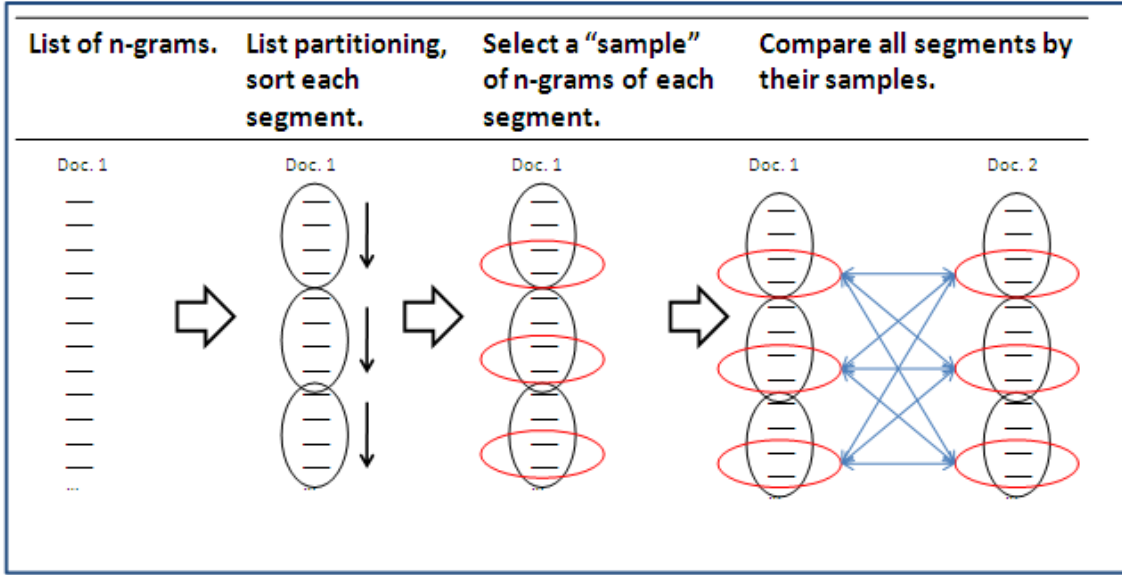 List of n-grams.
List partitioning,
sort each
segment.
Select a “sample”
of n-grams of each
segment.
Compare all segments by
their samples.
Doc. 1
Doc. 1
Doc. 1
Doc. 1
Doc. 2
...
...
...
...
...